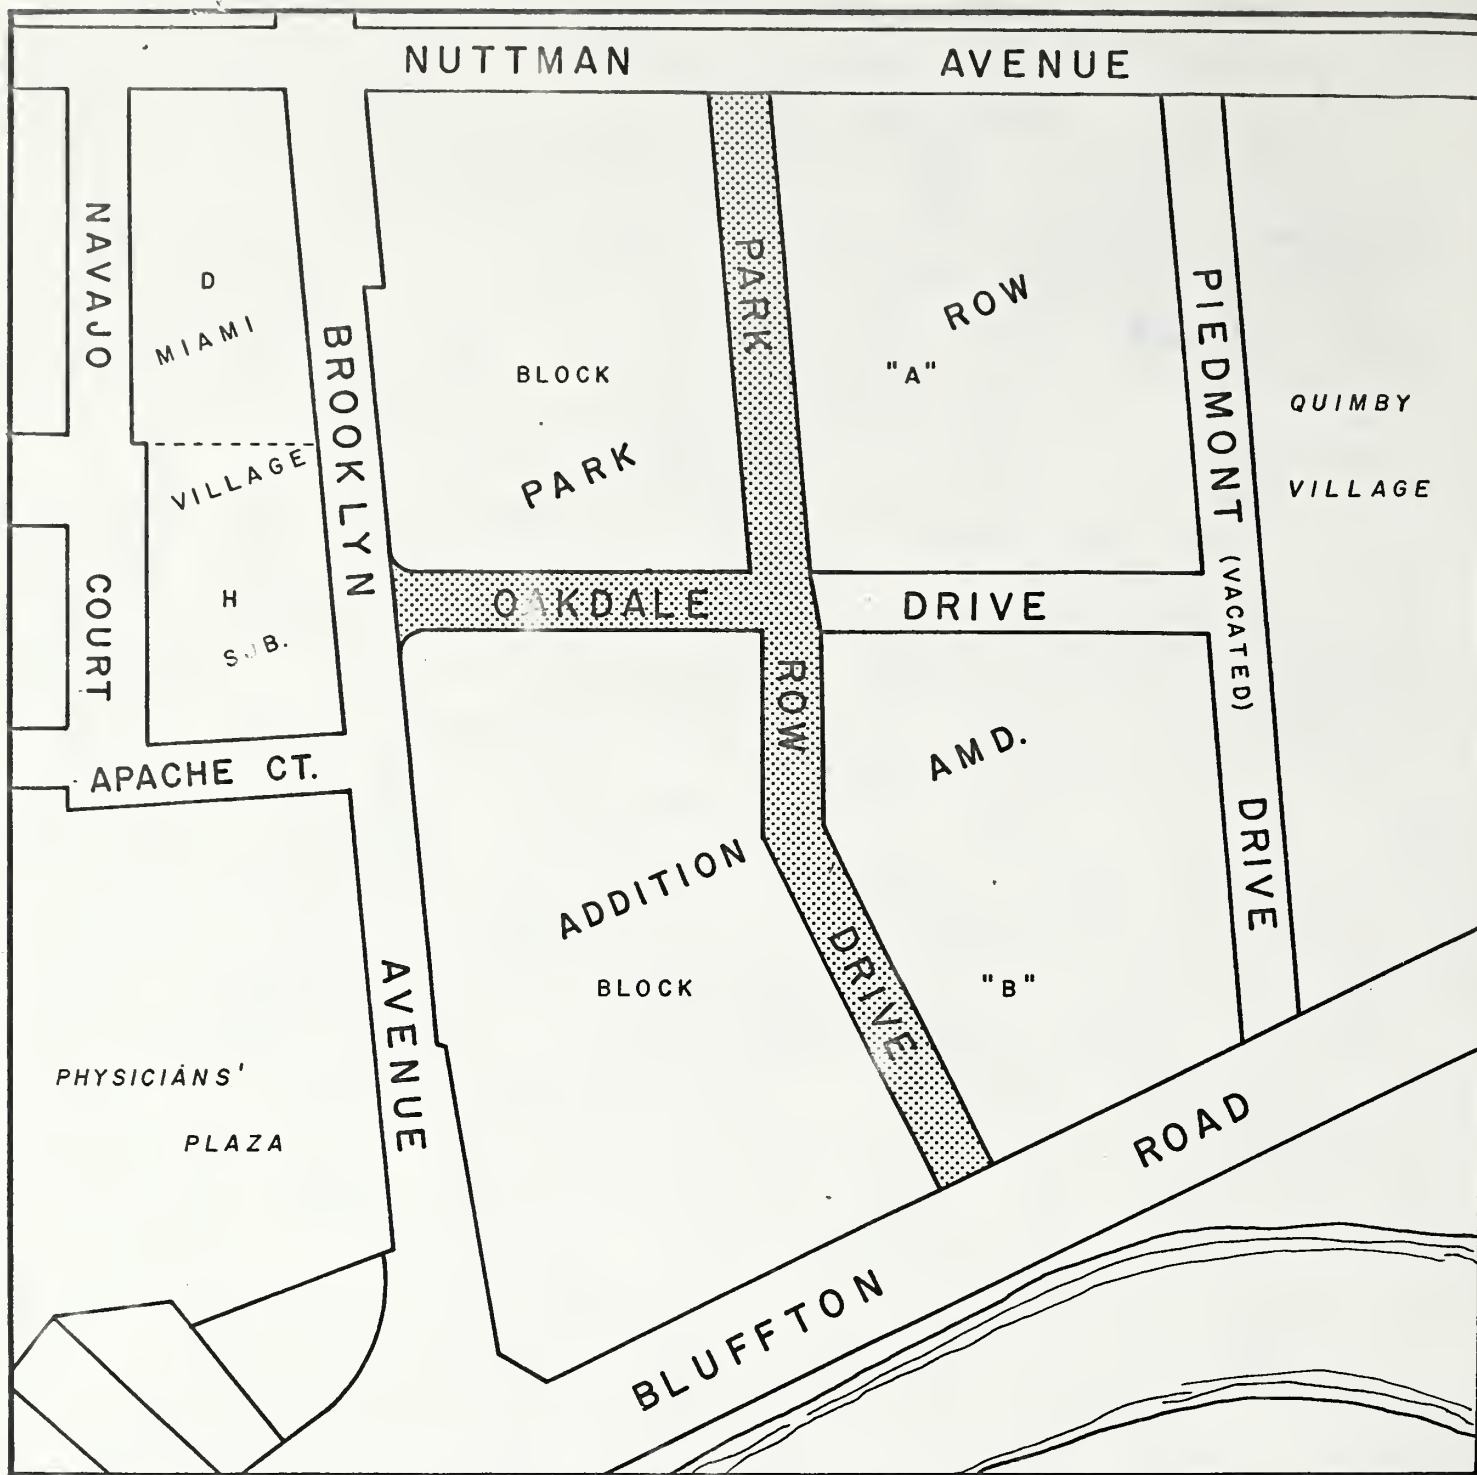 NUTTMAN AVENUE
NAVAJO
COURT
D
MIAMI
VILLAGE
H
SUB.
BROOKLYN
AVENUE
APACHE CT.
BLOCK
PARK
PARK
ROW
DRIVE
ROW
"A"
OAKDALE DRIVE
PIEDMONT (VACATED) DRIVE
QUIMBY
VILLAGE
AMD.
ADDITION
BLOCK
"B"
PHYSICIANS'
PLAZA
BLUFFTON ROAD